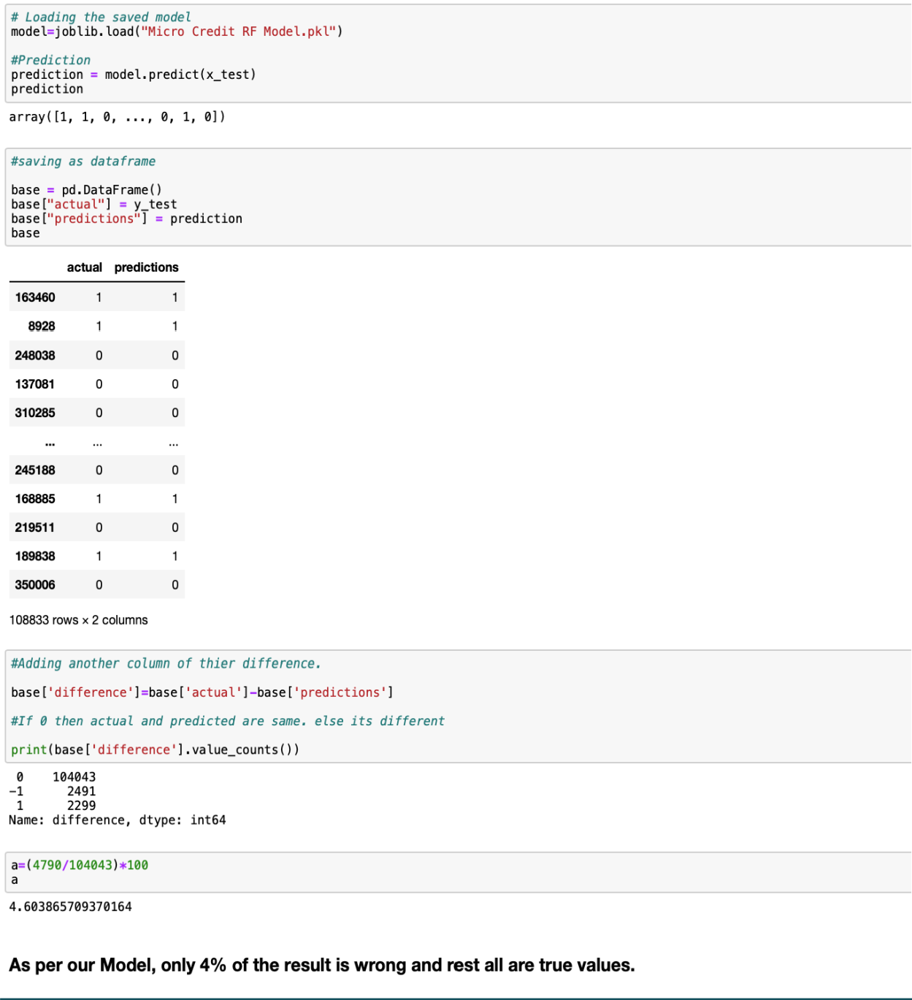 # Loading the saved model
model=joblib.load("Micro Credit RF Model.pkl")
#Prediction
prediction = model.predict(x_test)
prediction
array([1, 1, 0, ..., 0, 1, 0])
#saving as dataframe
base = pd.DataFrame()
base["actual"] = y_test
base["predictions"] = prediction
base
actual predictions
163460 1 1
8928 1 1
248038 0 0
137081 0 0
310285 0 0
... ... ...
245188 0 0
168885 1 1
219511 0 0
189838 1 1
350006 0 0
108833 rows × 2 columns
#Adding another column of thier difference.
base['difference']=base['actual']-base['predictions']
#If 0 then actual and predicted are same. else its different
print(base['difference'].value_counts())
0 104043
-1 2491
1 2299
Name: difference, dtype: int64
a=(4790/104043)*100
a
4.603865709370164
As per our Model, only 4% of the result is wrong and rest all are true values.